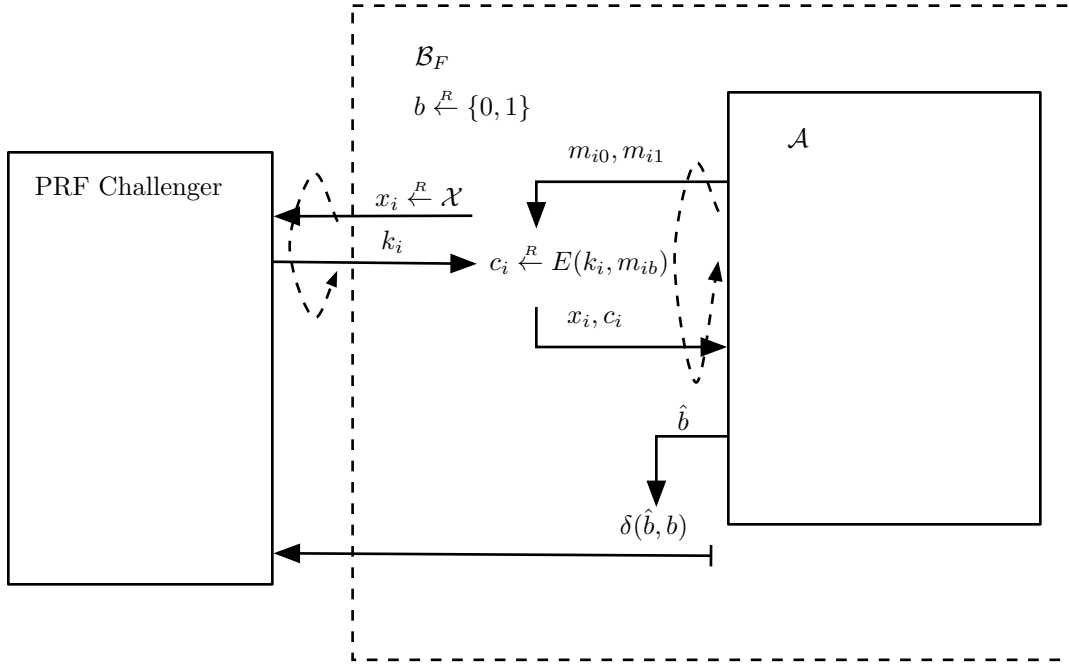 𝓑_F
b ←ᴿ {0, 1}
𝒜
m_{i0}, m_{i1}
PRF Challenger
x_i ←ᴿ 𝒳
k_i
c_i ←ᴿ E(k_i, m_{ib})
x_i, c_i
b̂
δ(b̂, b)